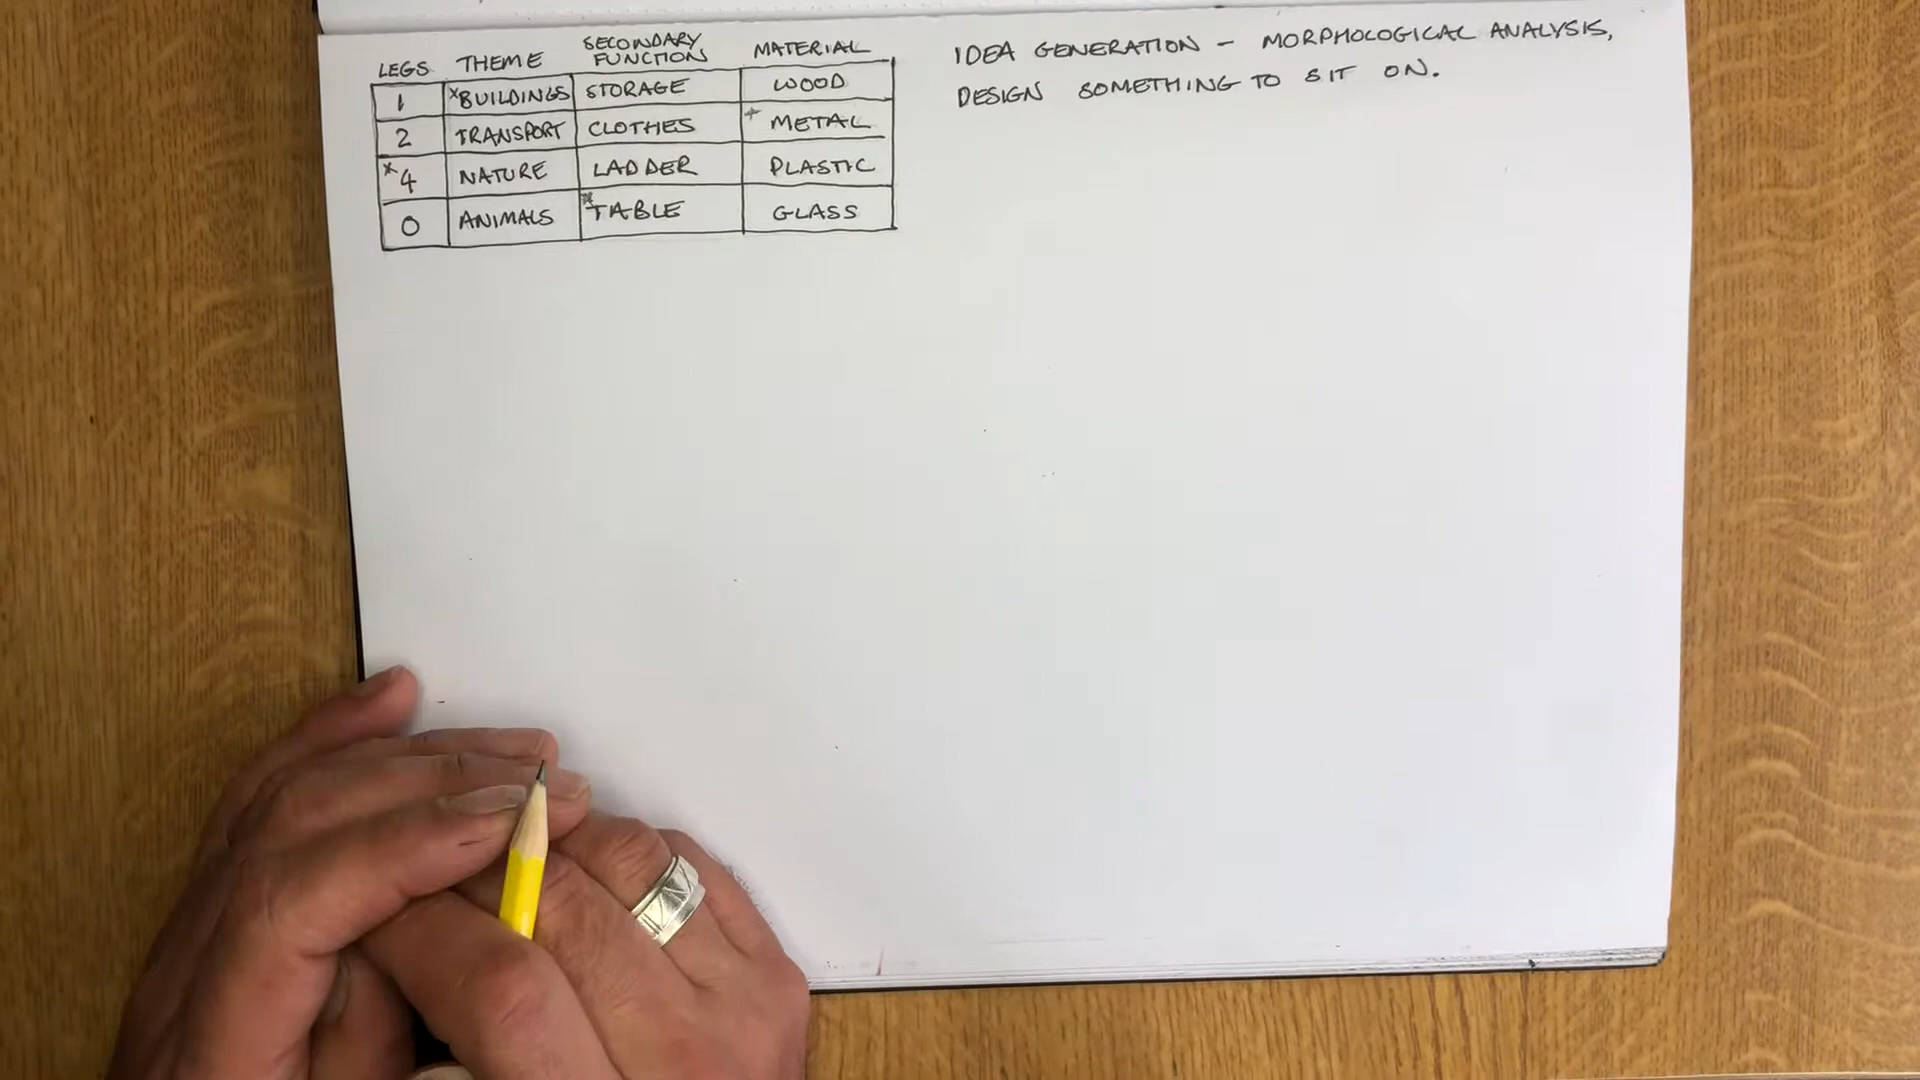 LEGS THEME SECONDARY FUNCTION MATERIAL
1 *BUILDINGS STORAGE WOOD
2 TRANSPORT CLOTHES + METAL
*4 NATURE LADDER PLASTIC
0 ANIMALS *TABLE GLASS
IDEA GENERATION - MORPHOLOGICAL ANALYSIS,
DESIGN SOMETHING TO SIT ON.